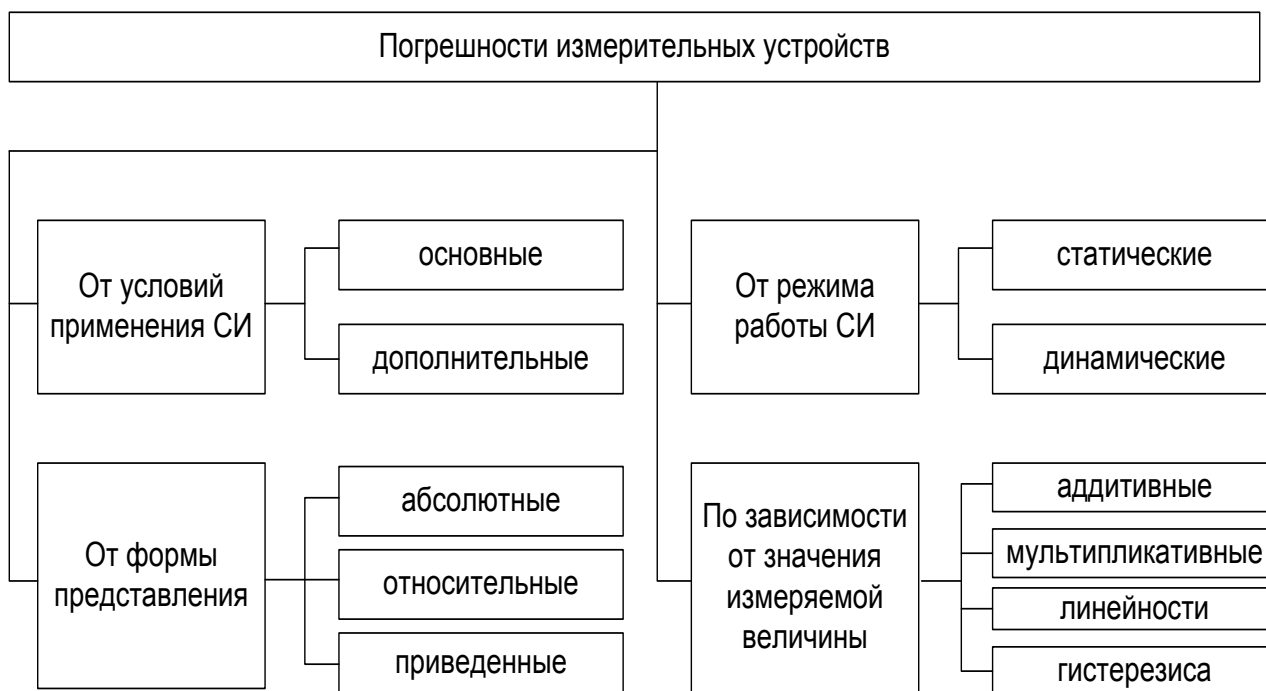 Погрешности измерительных устройств
От условий
применения СИ
основные
дополнительные
От режима
работы СИ
статические
динамические
От формы
представления
абсолютные
относительные
приведенные
По зависимости
от значения
измеряемой
величины
аддитивные
мультипликативные
линейности
гистерезиса